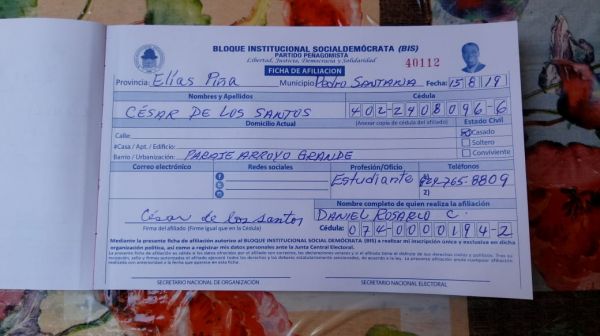 BLOQUE INSTITUCIONAL SOCIALDEMÓCRATA (BIS)
PARTIDO PEÑAGOMISTA
Libertad, Justicia, Democracia y Solidaridad
FICHA DE AFILIACION
40112
Provincia: Elías Piña Municipio: Pedro Santana Fecha: 15/8/19
Nombres y Apellidos Cédula
CÉSAR DE LOS SANTOS 402-2408096-6
Domicilio Actual (Anexar copia de cédula del afiliado) Estado Civil
Calle: Casado
#Casa / Apt. / Edificio: Soltero
Barrio / Urbanización: PARAJE ARROYO GRANDE Conviviente
Correo electrónico Redes sociales Profesión/Oficio Teléfonos
Estudiante 1) 829-765-8809
2)
Nombre completo de quien realiza la afiliación
César de los santos DANIEL ROSARIO C.
Firma del afiliado (Firme igual que en la Cédula) Cédula: 074-0000194-2
Mediante la presente ficha de afiliación autorizo al BLOQUE INSTITUCIONAL SOCIAL DEMÓCRATA (BIS) a realizar mi inscripción única y exclusiva en dicha
organización política, así como a registrar mis datos personales ante la Junta Central Electoral.
SECRETARIO NACIONAL DE ORGANIZACIÓN SECRETARIO NACIONAL ELECTORAL